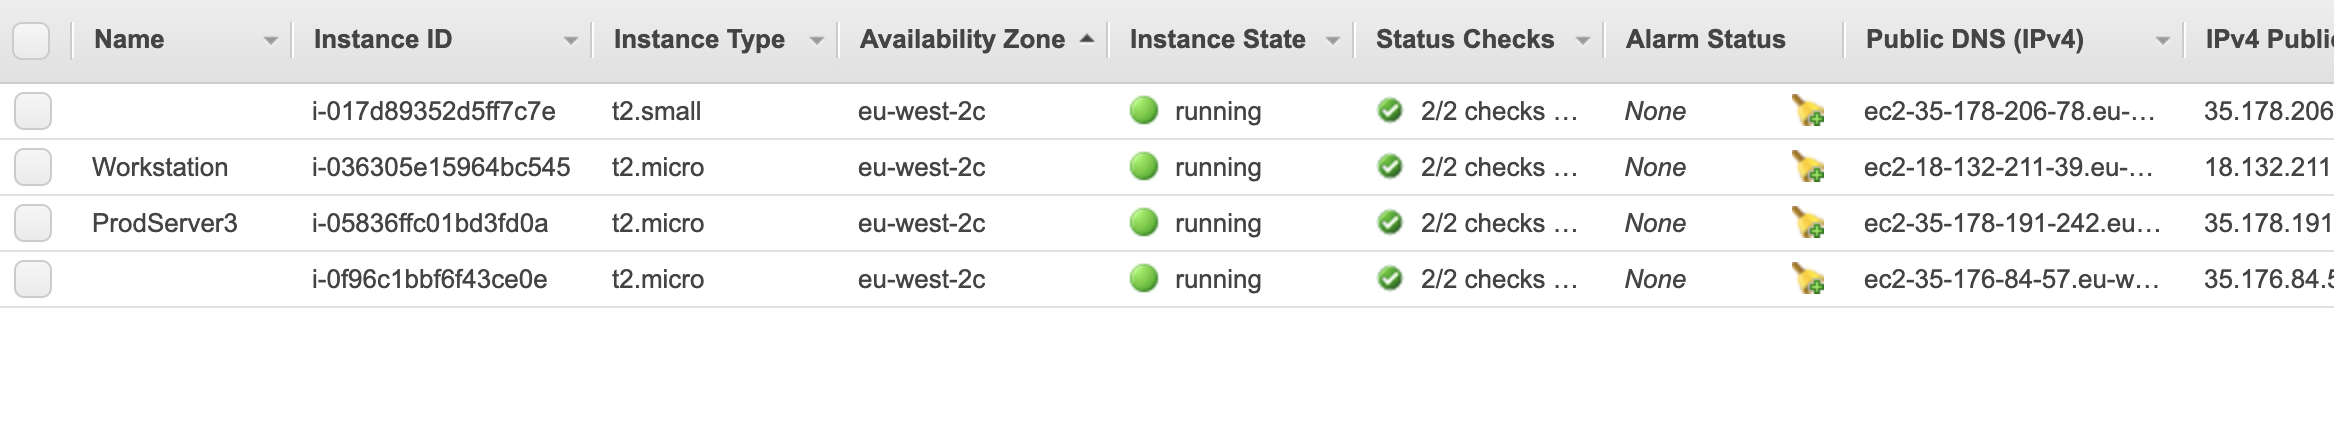 Name Instance ID Instance Type Availability Zone Instance State Status Checks Alarm Status Public DNS (IPv4) IPv4 Publi
i-017d89352d5ff7c7e t2.small eu-west-2c running 2/2 checks ... None ec2-35-178-206-78.eu-... 35.178.206
Workstation i-036305e15964bc545 t2.micro eu-west-2c running 2/2 checks ... None ec2-18-132-211-39.eu-... 18.132.211
ProdServer3 i-05836ffc01bd3fd0a t2.micro eu-west-2c running 2/2 checks ... None ec2-35-178-191-242.eu... 35.178.191
i-0f96c1bbf6f43ce0e t2.micro eu-west-2c running 2/2 checks ... None ec2-35-176-84-57.eu-w... 35.176.84.5